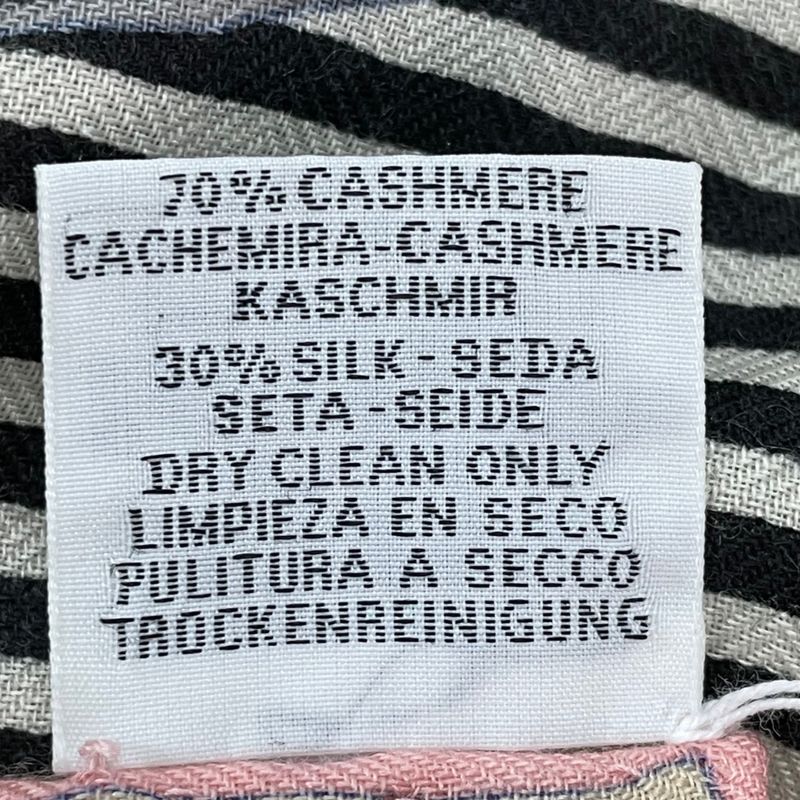 70% CASHMERE
CACHEMIRA-CASHMERE
KASCHMIR
30% SILK - SEDA
SETA - SEIDE
DRY CLEAN ONLY
LIMPIEZA EN SECO
PULITURA A SECCO
TROCKENREINIGUNG